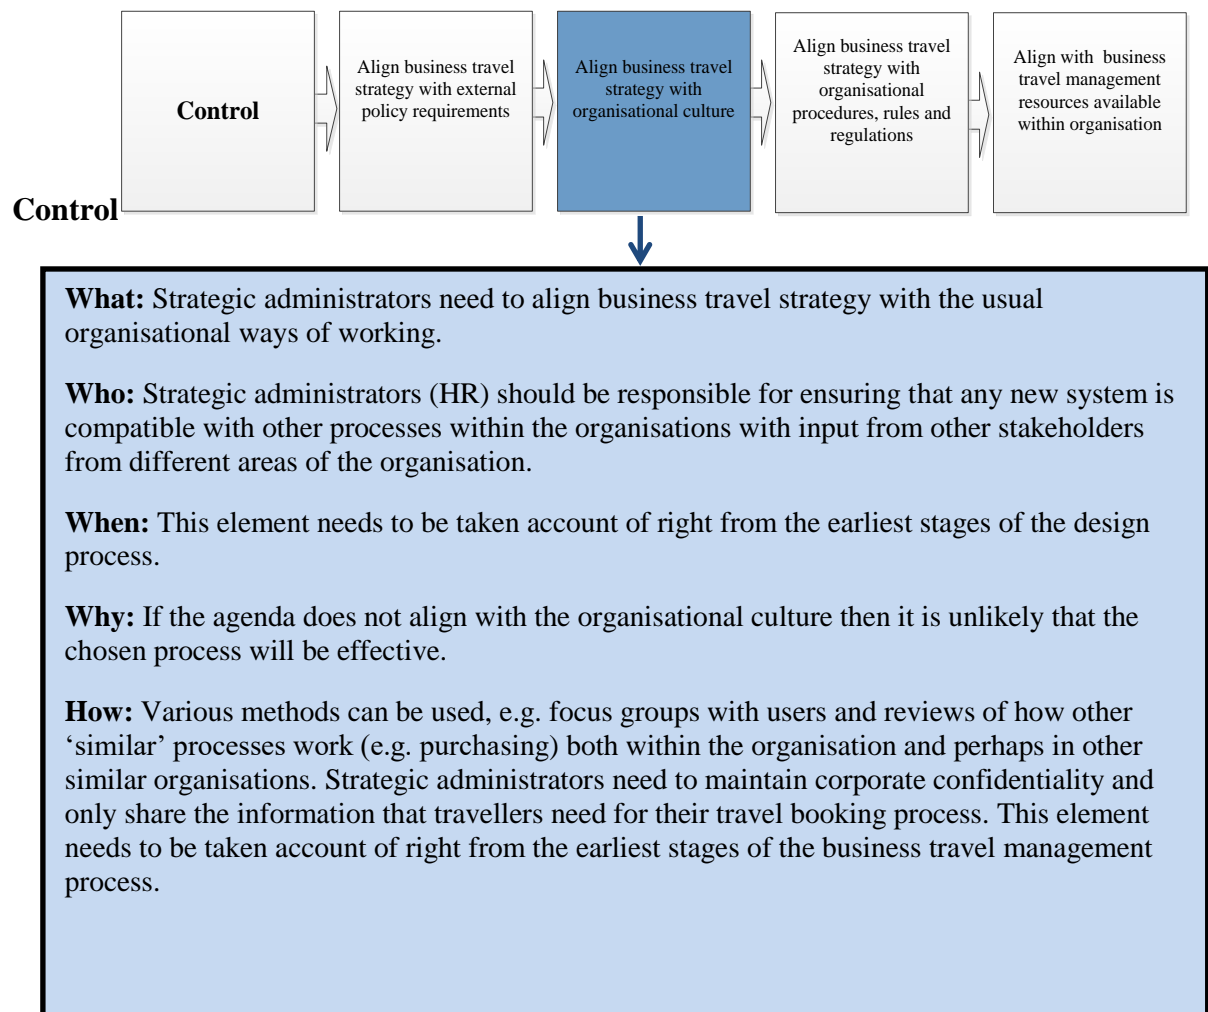 Control
Align business travel
strategy with external
policy requirements
Align business travel
strategy with
organisational culture
Align business travel
strategy with
organisational
procedures, rules and
regulations
Align with  business
travel management
resources available
within organisation
Control
What: Strategic administrators need to align business travel strategy with the usual
organisational ways of working.
Who: Strategic administrators (HR) should be responsible for ensuring that any new system is
compatible with other processes within the organisations with input from other stakeholders
from different areas of the organisation.
When: This element needs to be taken account of right from the earliest stages of the design
process.
Why: If the agenda does not align with the organisational culture then it is unlikely that the
chosen process will be effective.
How: Various methods can be used, e.g. focus groups with users and reviews of how other
‘similar’ processes work (e.g. purchasing) both within the organisation and perhaps in other
similar organisations. Strategic administrators need to maintain corporate confidentiality and
only share the information that travellers need for their travel booking process. This element
needs to be taken account of right from the earliest stages of the business travel management
process.